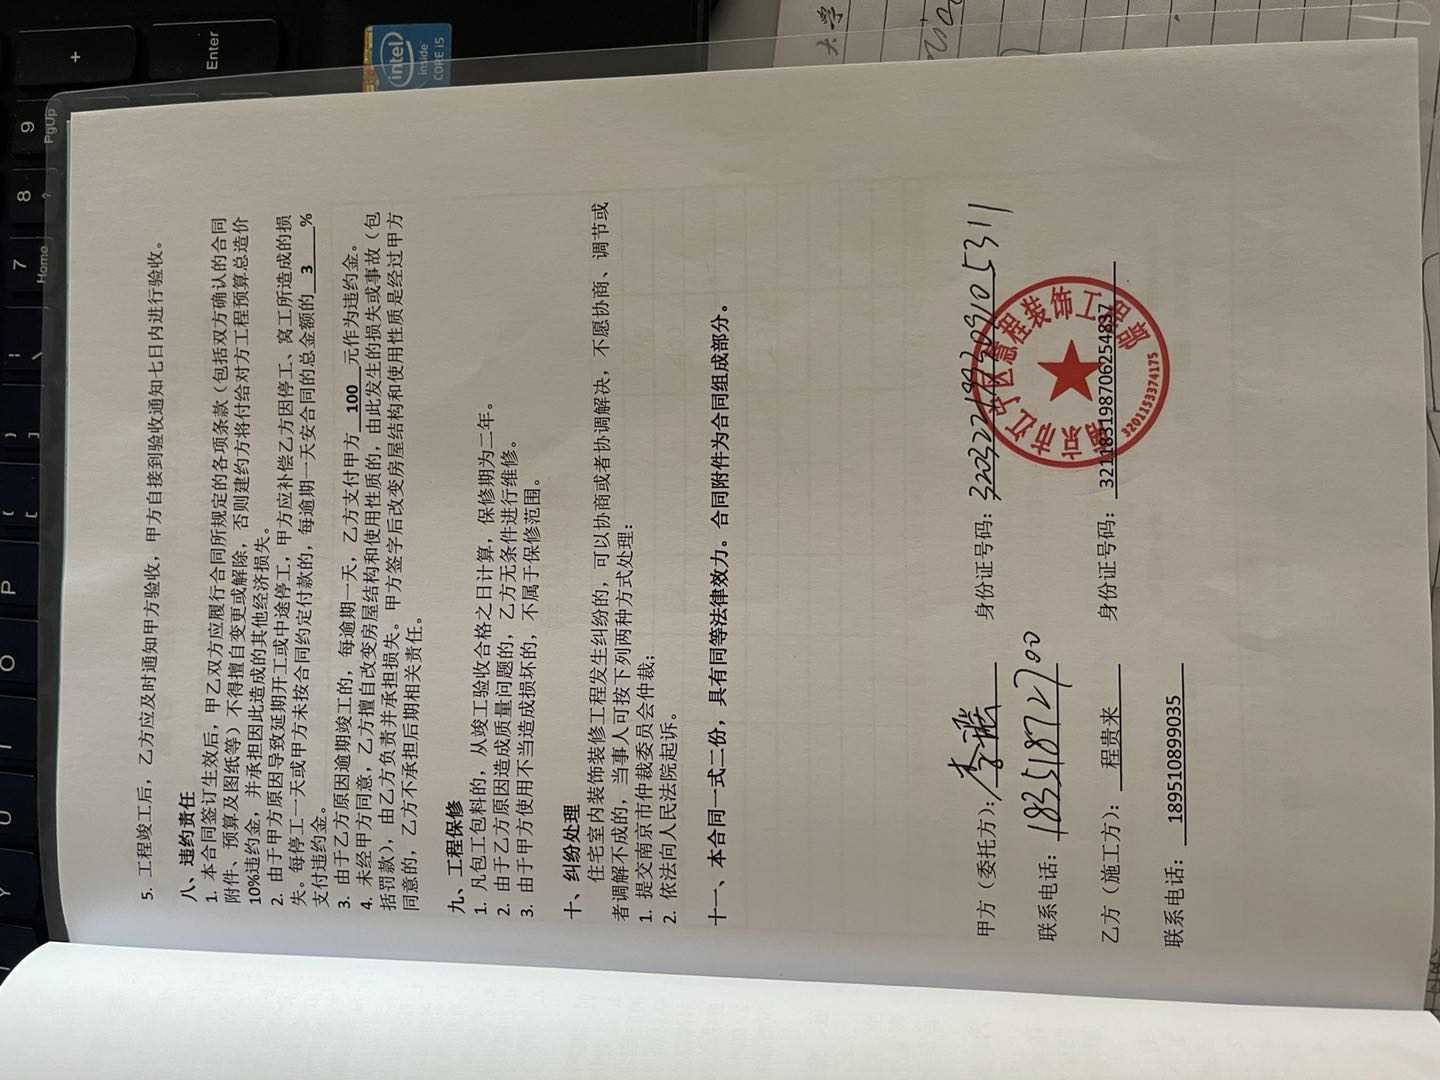 5. 工程竣工后，乙方应及时通知甲方验收，甲方自接到验收通知七日内进行验收。
八、违约责任
1. 本合同签订生效后，甲乙双方应履行合同所规定的各项条款（包括双方确认的合同
附件、预算及图纸等）不得擅自变更或解除，否则建约方将付给对方工程预算总造价
10%违约金，并承担因此造成的其他经济损失。
2. 由于甲方原因导致延期开工或中途停工，甲方应补偿乙方因停工、窝工所造成的损
失。每停工一天或甲方未按合同约定付款的，每逾期一天安合同的总金额的 3 %
支付违约金。
3. 由于乙方原因逾期竣工的，每逾期一天，乙方支付甲方 100 元作为违约金。
4. 未经甲方同意，乙方擅自改变房屋结构和使用性质的，由此发生的损失或事故（包
括罚款），由乙方负责并承担损失。甲方签字后改变房屋结构和使用性质是经过甲方
同意的，乙方不承担后期相关责任。
九、工程保修
1. 凡包工包料的，从竣工验收合格之日计算，保修期为二年。
2. 由于乙方原因造成质量问题的，乙方无条件进行维修。
3. 由于甲方使用不当造成损坏的，不属于保修范围。
十、纠纷处理
住宅室内装饰装修工程发生纠纷的，可以协商或者协调解决，不愿协商、调节或
者调解不成的，当事人可按下列两种方式处理：
1. 提交南京市仲裁委员会仲裁；
2. 依法向人民法院起诉。
十一、本合同一式二份，具有同等法律效力。合同附件为合同组成部分。
甲方（委托方）： 身份证号码：
联系电话：18351872700
乙方（施工方）： 程贵来 身份证号码：321183198706254837
联系电话： 18951089035
3201153374175
Enter
+
9
PgUp
8
7
Home
P
O
I
U
Y
intel
inside
CORE i5
大学